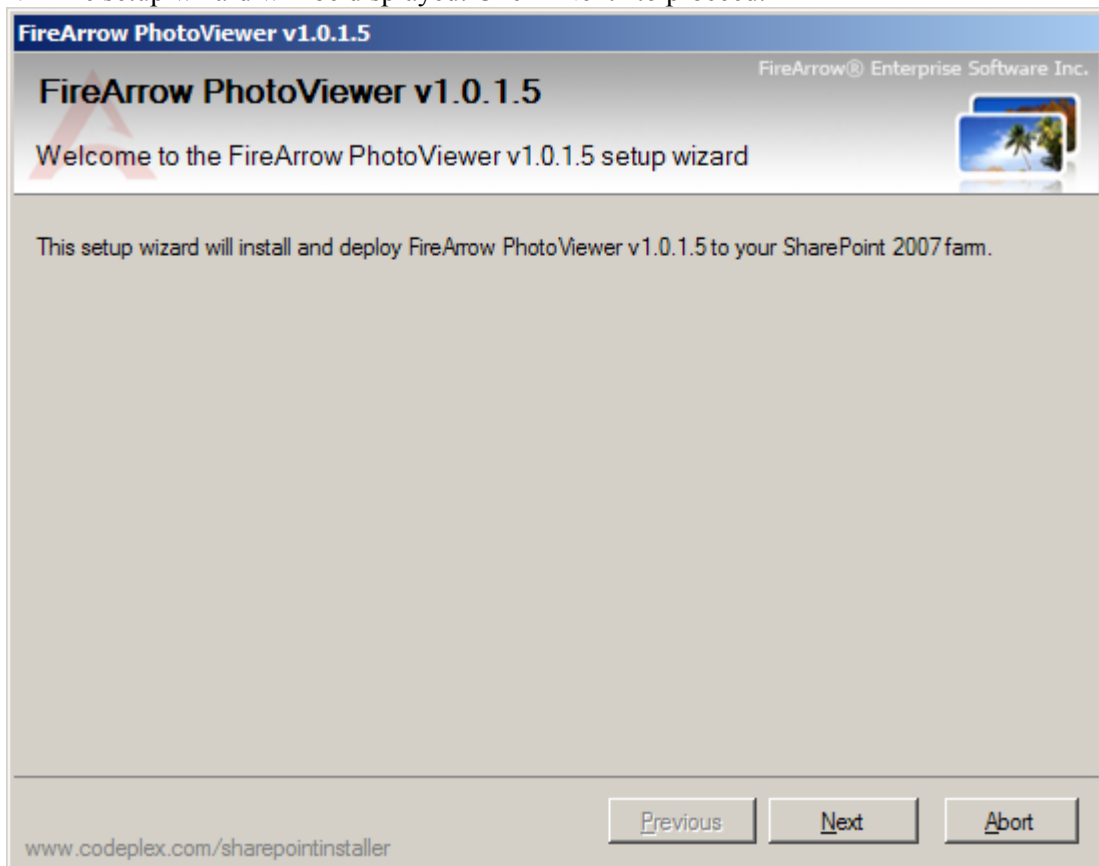 FireArrow PhotoViewer v1.0.1.5
FireArrow® Enterprise Software Inc.
FireArrow PhotoViewer v1.0.1.5
Welcome to the FireArrow PhotoViewer v1.0.1.5 setup wizard
This setup wizard will install and deploy FireArrow PhotoViewer v1.0.1.5 to your SharePoint 2007 farm.
Previous Next Abort
www.codeplex.com/sharepointinstaller